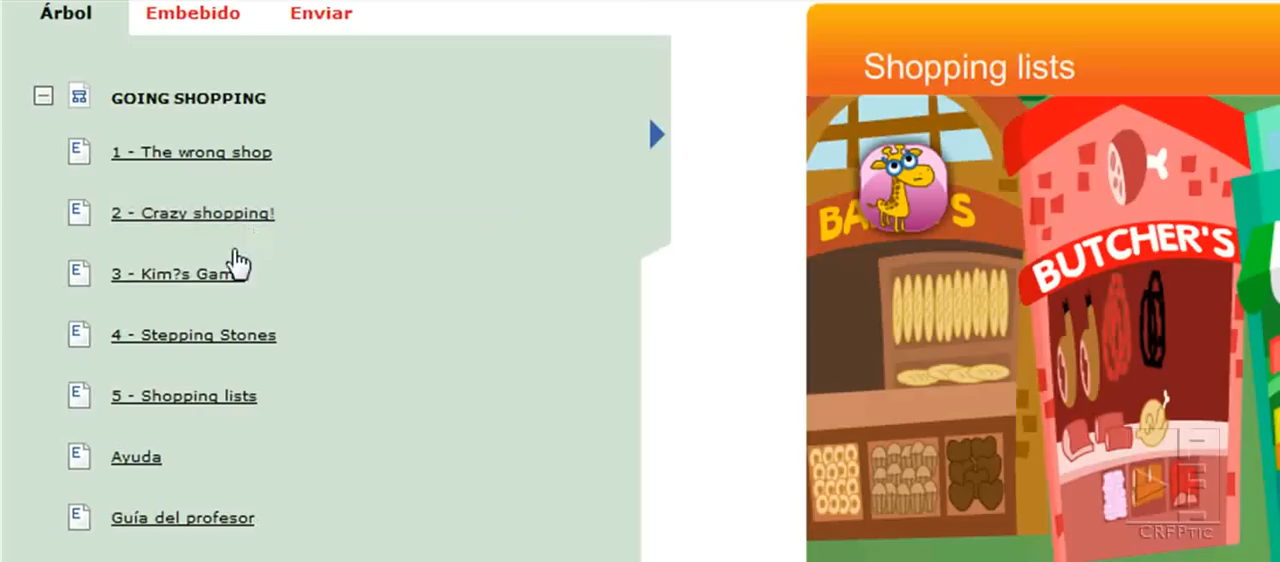 Árbol Embebido Enviar
GOING SHOPPING
1 - The wrong shop
2 - Crazy shopping!
3 - Kim?s Game
4 - Stepping Stones
5 - Shopping lists
Ayuda
Guía del profesor
Shopping lists
BUTCHER'S
CRFPTIC